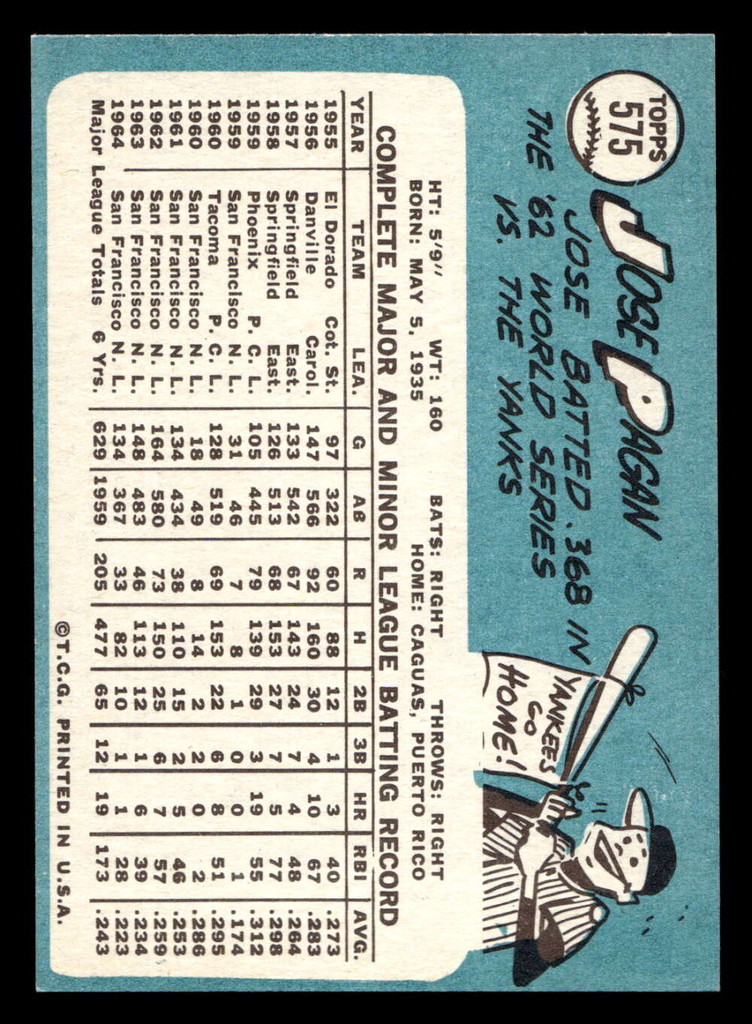 TOPPS
575
JOSE PAGAN
JOSE BATTED .368 IN
THE '62 WORLD SERIES
VS. THE YANKS
YANKEES
GO
HOME!
HT: 5'9" WT: 160 BATS: RIGHT THROWS: RIGHT
BORN: MAY 5, 1935 HOME: CAGUAS, PUERTO RICO
COMPLETE MAJOR AND MINOR LEAGUE BATTING RECORD
YEAR TEAM LEA. G AB R H 2B 3B HR RBI AVG.
1955 El Dorado Cot. St. 97 322 60 88 12 1 3 40 .273
1956 Danville Carol. 147 566 92 160 30 4 10 67 .283
1957 Springfield East. 133 542 67 143 24 7 4 48 .264
1958 Springfield East. 126 513 68 153 27 7 5 77 .298
1959 Phoenix P. C. L. 105 445 79 139 29 3 19 55 .312
1959 San Francisco N. L. 31 46 7 8 1 0 0 1 .174
1960 Tacoma P. C. L. 128 519 69 153 22 6 8 51 .295
1960 San Francisco N. L. 18 49 8 14 2 2 0 2 .286
1961 San Francisco N. L. 134 434 38 110 15 2 5 46 .253
1962 San Francisco N. L. 164 580 73 150 25 6 7 57 .259
1963 San Francisco N. L. 148 483 46 113 12 1 6 39 .234
1964 San Francisco N. L. 134 367 33 82 10 1 1 28 .223
Major League Totals 6 Yrs. 629 1959 205 477 65 12 19 173 .243
©T.C.G. PRINTED IN U.S.A.